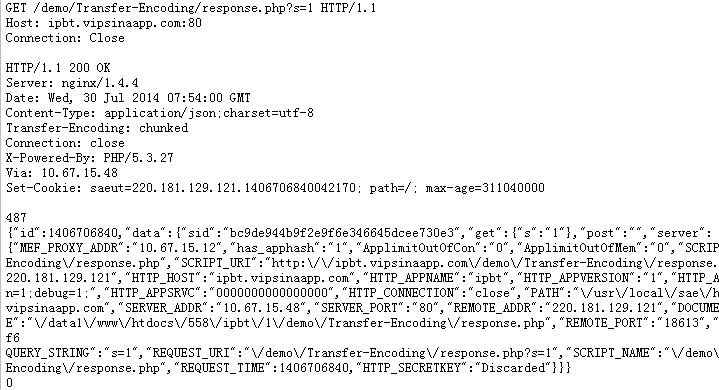 GET /demo/Transfer-Encoding/response.php?s=1 HTTP/1.1
Host: ipbt.vipsinaapp.com:80
Connection: Close

HTTP/1.1 200 OK
Server: nginx/1.4.4
Date: Wed, 30 Jul 2014 07:54:00 GMT
Content-Type: application/json;charset=utf-8
Transfer-Encoding: chunked
Connection: close
X-Powered-By: PHP/5.3.27
Via: 10.67.15.48
Set-Cookie: saeut=220.181.129.121.1406706840042170; path=/; max-age=311040000

487
{"id":1406706840,"data":{"sid":"bc9de944b9f2e9f6e346645dcee730e3","get":{"s":"1"},"post":"","server":
{"MEF_PROXY_ADDR":"10.67.15.12","has_apphash":"1","ApplimitOutOfCon":"0","ApplimitOutOfMem":"0","SCRIP
Encoding\/response.php","SCRIPT_URI":"http:\/\/ipbt.vipsinaapp.com\/demo\/Transfer-Encoding\/response.
220.181.129.121","HTTP_HOST":"ipbt.vipsinaapp.com","HTTP_APPNAME":"ipbt","HTTP_APPVERSION":"1","HTTP_A
n=1;debug=1;","HTTP_APPSRVC":"0000000000000000","HTTP_CONNECTION":"close","PATH":"\/usr\/local\/sae\/h
vipsinaapp.com","SERVER_ADDR":"10.67.15.48","SERVER_PORT":"80","REMOTE_ADDR":"220.181.129.121","DOCUME
E":"\/data1\/www\/htdocs\/558\/ipbt\/1\/demo\/Transfer-Encoding\/response.php","REMOTE_PORT":"18613","
f6
QUERY_STRING":"s=1","REQUEST_URI":"\/demo\/Transfer-Encoding\/response.php?s=1","SCRIPT_NAME":"\/demo\
Encoding\/response.php","REQUEST_TIME":1406706840,"HTTP_SECRETKEY":"Discarded"}}}
0